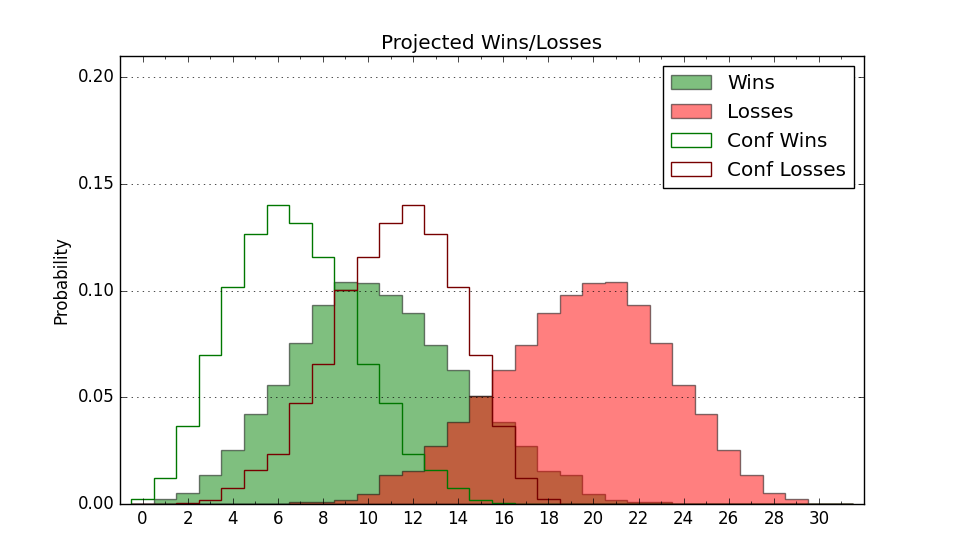 Projected Wins/Losses
Wins
Losses
Conf Wins
Conf Losses
Probability
0.20
0.15
0.10
0.05
0.00
0 2 4 6 8 10 12 14 16 18 20 22 24 26 28 30